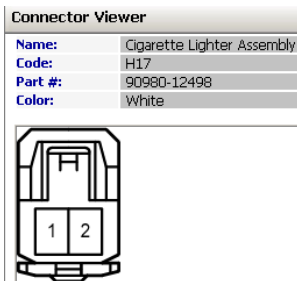 Connector Viewer
Name: Cigarette Lighter Assembly
Code: H17
Part #: 90980-12498
Color: White
1 2